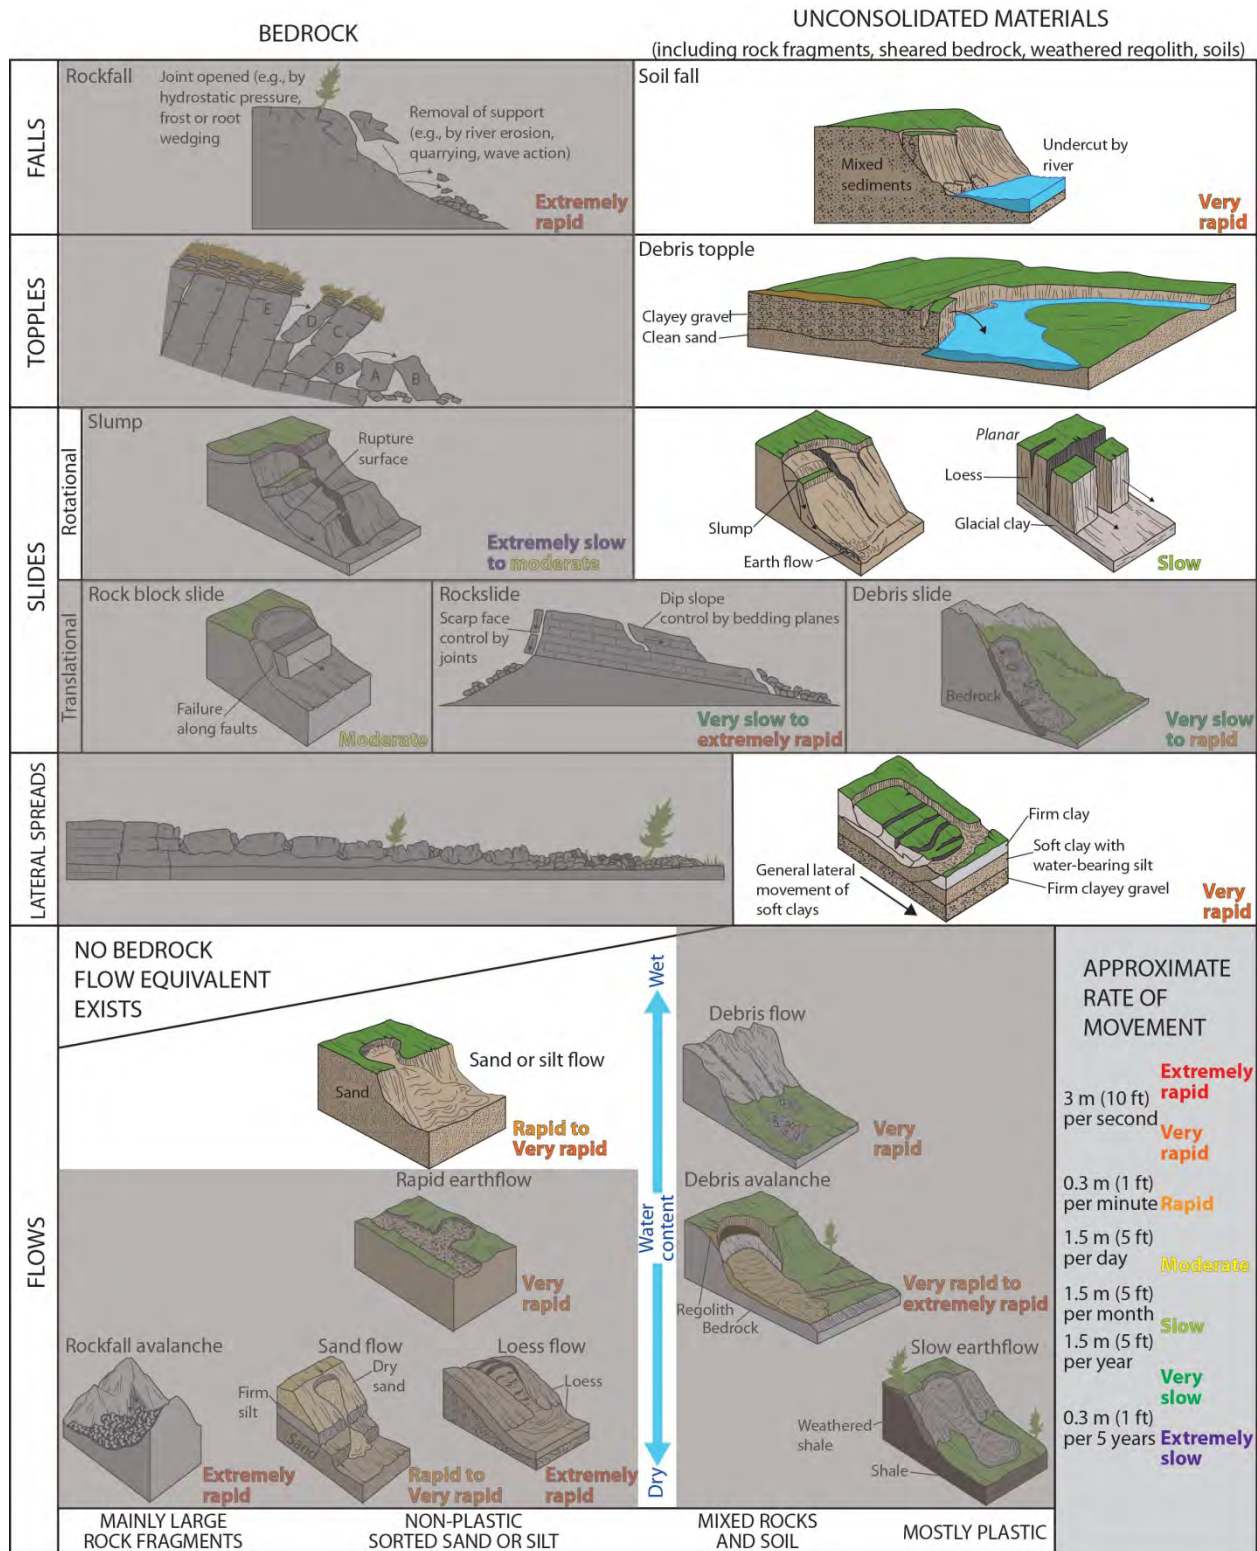 BEDROCK
UNCONSOLIDATED MATERIALS
(including rock fragments, sheared bedrock, weathered regolith, soils)
FALLS
Rockfall
Joint opened (e.g., by
hydrostatic pressure,
frost or root
wedging
Removal of support
(e.g., by river erosion,
quarrying, wave action)
Extremely
rapid
Soil fall
Mixed
sediments
Undercut by
river
Very
rapid
TOPPLES
E
D
C
B
A
B
Debris topple
Clayey gravel
Clean sand
SLIDES
Rotational
Slump
Rupture
surface
Extremely slow
to moderate
Slump
Earth flow
Planar
Loess
Glacial clay
Slow
Translational
Rock block slide
Failure
along faults
Moderate
Rockslide
Scarp face
control by
joints
Dip slope
control by bedding planes
Very slow to
extremely rapid
Debris slide
Bedrock
Very slow
to rapid
LATERAL SPREADS
General lateral
movement of
soft clays
Firm clay
Soft clay with
water-bearing silt
Firm clayey gravel
Very
rapid
FLOWS
NO BEDROCK
FLOW EQUIVALENT
EXISTS
Sand
Sand or silt flow
Rapid to
Very rapid
Rapid earthflow
Very
rapid
Rockfall avalanche
Extremely
rapid
Sand flow
Dry
sand
Firm
silt
Sand
Rapid to
Very rapid
Loess flow
Loess
Extremely
rapid
Wet
Water
content
Dry
Debris flow
Very
rapid
Debris avalanche
Regolith
Bedrock
Very rapid to
extremely rapid
Slow earthflow
Weathered
shale
Shale
MAINLY LARGE
ROCK FRAGMENTS
NON-PLASTIC
SORTED SAND OR SILT
MIXED ROCKS
AND SOIL
MOSTLY PLASTIC
APPROXIMATE
RATE OF
MOVEMENT
Extremely
rapid
3 m (10 ft)
per second
Very
rapid
0.3 m (1 ft)
per minute
Rapid
1.5 m (5 ft)
per day
Moderate
1.5 m (5 ft)
per month
Slow
1.5 m (5 ft)
per year
Very
slow
0.3 m (1 ft)
per 5 years
Extremely
slow